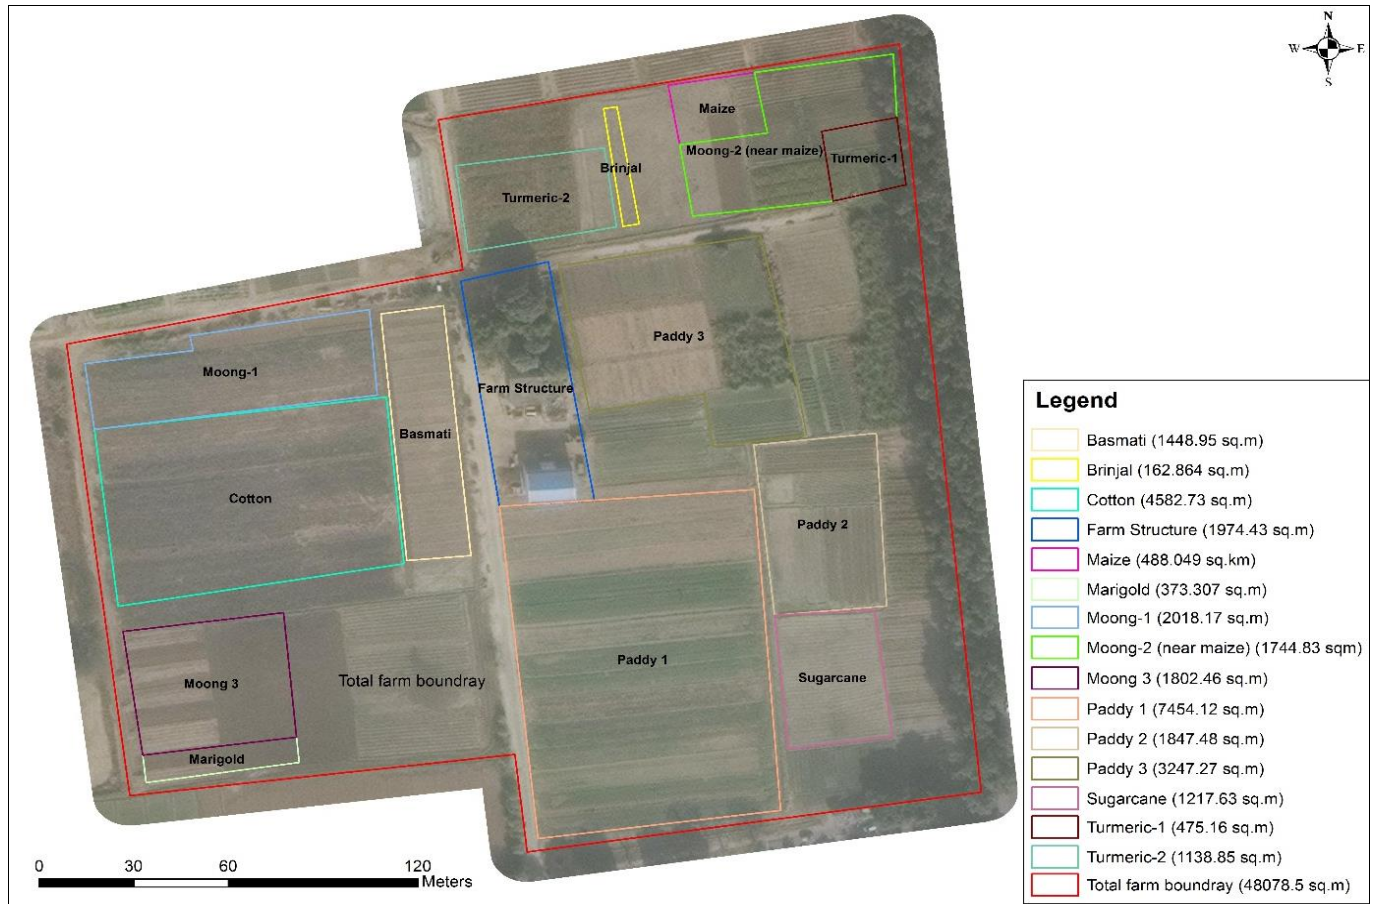 N
W E
S
Maize
Moong-2 (near maize)
Turmeric-1
Brinjal
Turmeric-2
Paddy 3
Moong-1
Farm Structure
Basmati
Cotton
Paddy 2
Paddy 1
Sugarcane
Moong 3
Total farm boundray
Marigold
0 60 120
Meters
Legend
Basmati (1448.95 sq.m)
Brinjal (162.864 sq.m)
Cotton (4582.73 sq.m)
Farm Structure (1974.43 sq.m)
Maize (488.049 sq.km)
Marigold (373.307 sq.m)
Moong-1 (2018.17 sq.m)
Moong-2 (near maize) (1744.83 sqm)
Moong 3 (1802.46 sq.m)
Paddy 1 (7454.12 sq.m)
Paddy 2 (1847.48 sq.m)
Paddy 3 (3247.27 sq.m)
Sugarcane (1217.63 sq.m)
Turmeric-1 (475.16 sq.m)
Turmeric-2 (1138.85 sq.m)
Total farm boundray (48078.5 sq.m)